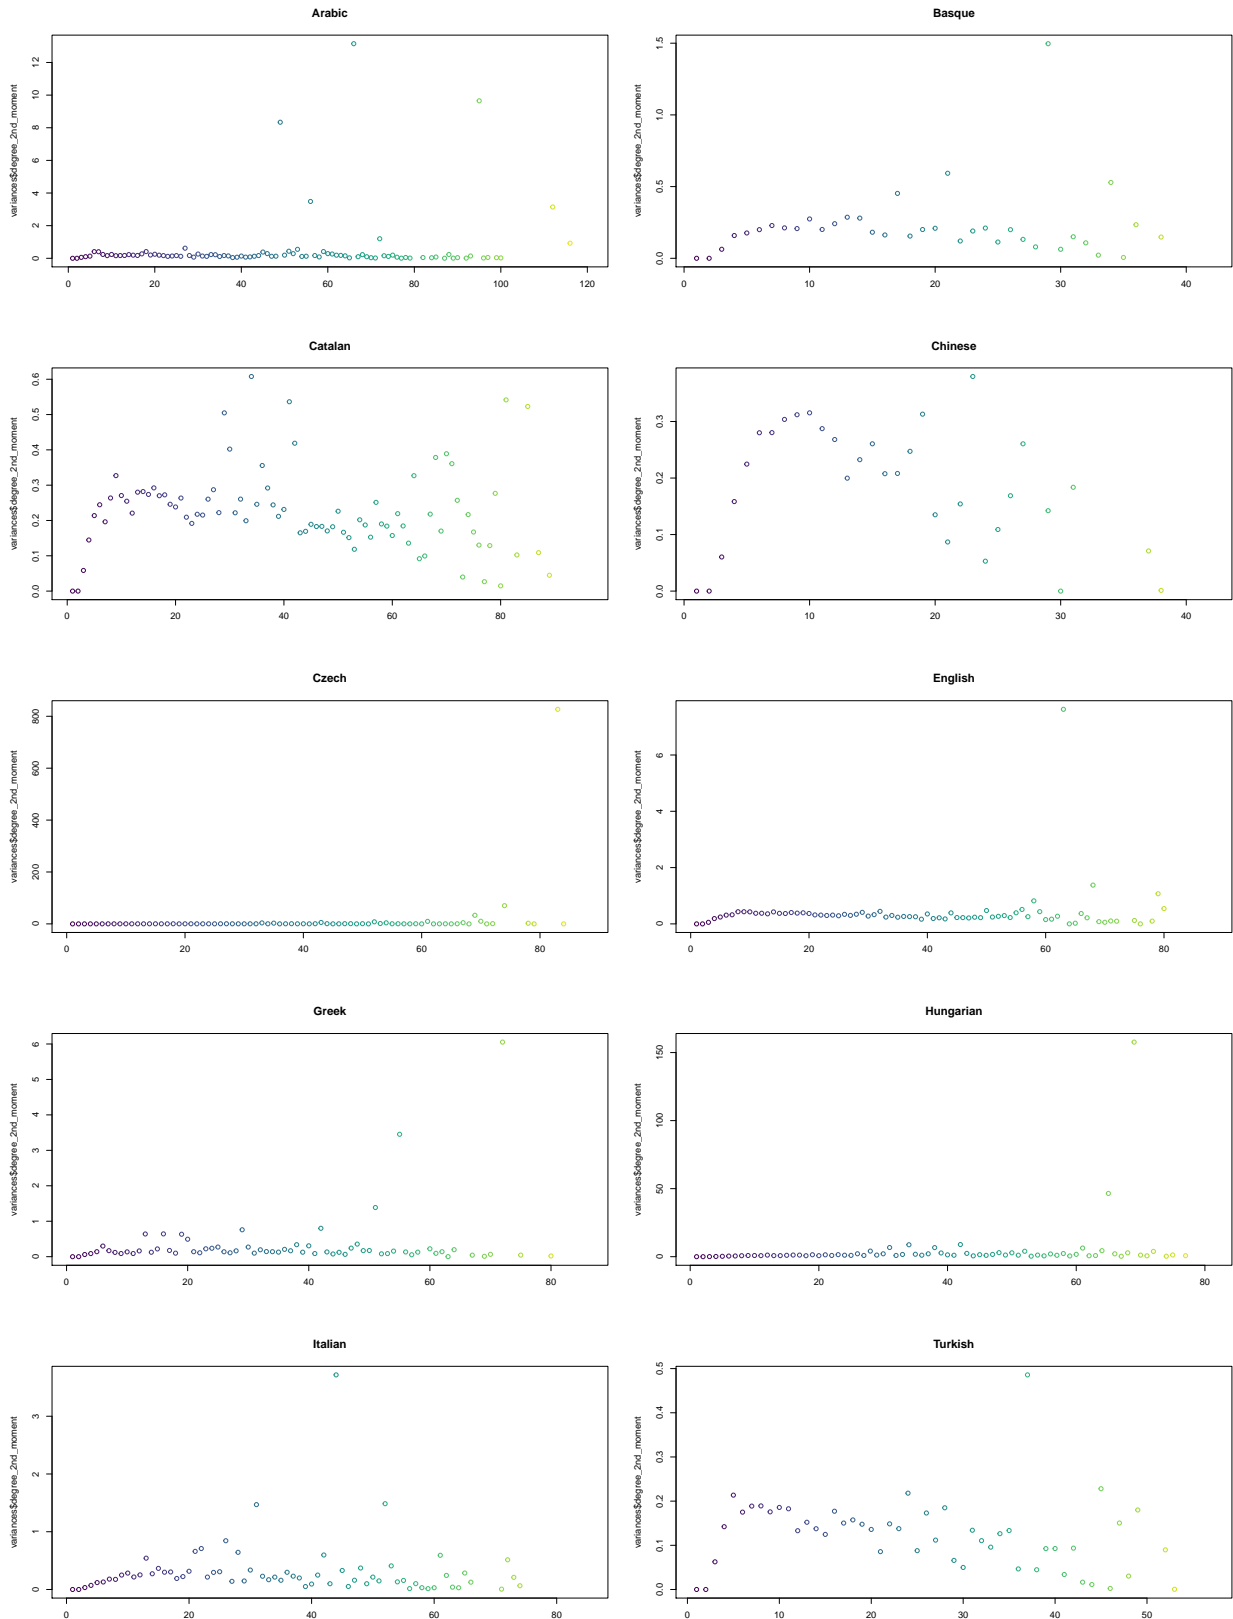 Arabic
variances$degree_2nd_moment
0 2 4 6 8 10 12
0 20 40 60 80 100 120
Basque
variances$degree_2nd_moment
0.0 0.5 1.0 1.5
0 10 20 30 40
Catalan
variances$degree_2nd_moment
0.0 0.1 0.2 0.3 0.4 0.5 0.6
0 20 40 60 80
Chinese
variances$degree_2nd_moment
0.0 0.1 0.2 0.3
0 10 20 30 40
Czech
variances$degree_2nd_moment
0 200 400 600 800
0 20 40 60 80
English
variances$degree_2nd_moment
0 2 4 6
0 20 40 60 80
Greek
variances$degree_2nd_moment
0 1 2 3 4 5 6
0 20 40 60 80
Hungarian
variances$degree_2nd_moment
0 50 100 150
0 20 40 60 80
Italian
variances$degree_2nd_moment
0 1 2 3
0 20 40 60 80
Turkish
variances$degree_2nd_moment
0.0 0.1 0.2 0.3 0.4 0.5
0 10 20 30 40 50